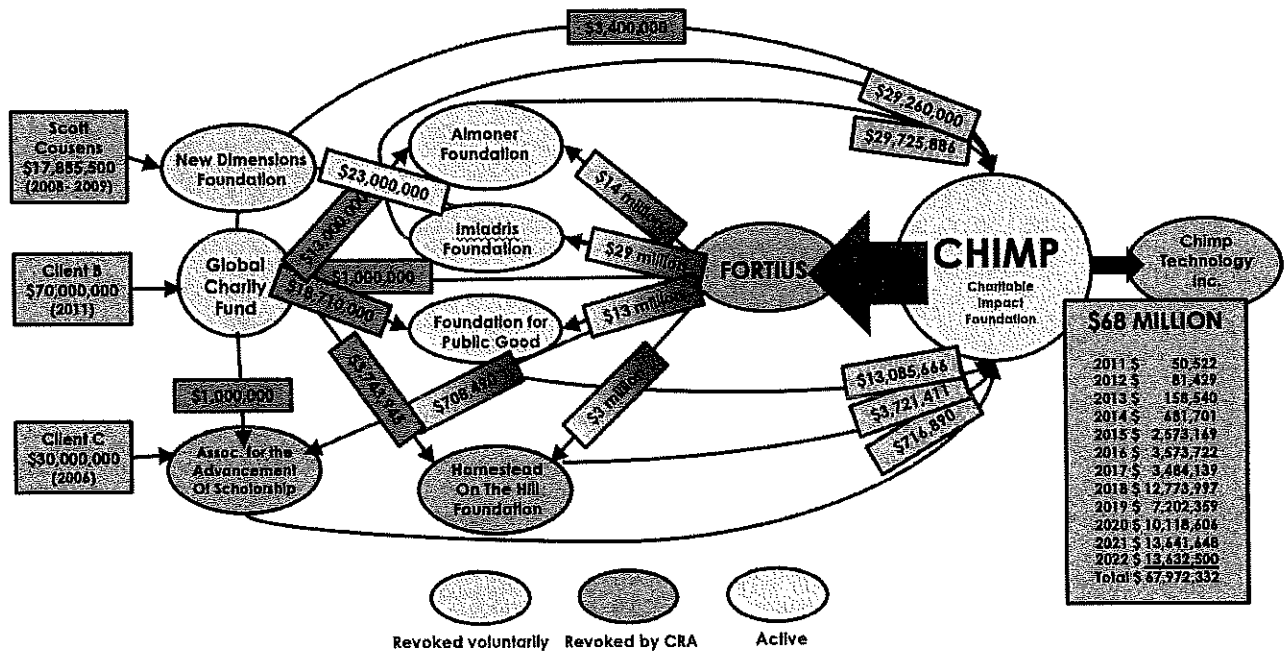 $3,400,000
$29,260,000
$29,725,886
Scott
Cousens
$17,885,500
(2008-2009)
New Dimensions
Foundation
Almoner
Foundation
$23,000,000
$14 million
Client B
$70,000,000
(2011)
Global
Charity
Fund
Imladris
Foundation
$29 million
$1,000,000
FORTIUS
CHIMP
Charitable
Impact
Foundation
Chimp
Technology
Inc.
$18,710,000
Foundation for
Public Good
$13 million
$708,490
$3 million
$1,000,000
Client C
$30,000,000
(2006)
Assoc. for the
Advancement
Of Scholarship
Homestead
On The Hill
Foundation
$13,085,666
$3,721,411
$716,890
$68 MILLION
2011 $ 50,522
2012 $ 81,429
2013 $ 158,540
2014 $ 681,701
2015 $ 2,573,169
2016 $ 3,573,722
2017 $ 3,484,139
2018 $ 12,773,997
2019 $ 7,202,359
2020 $ 10,118,606
2021 $ 13,641,648
2022 $ 13,632,500
Total $ 67,972,332
Revoked voluntarily
Revoked by CRA
Active